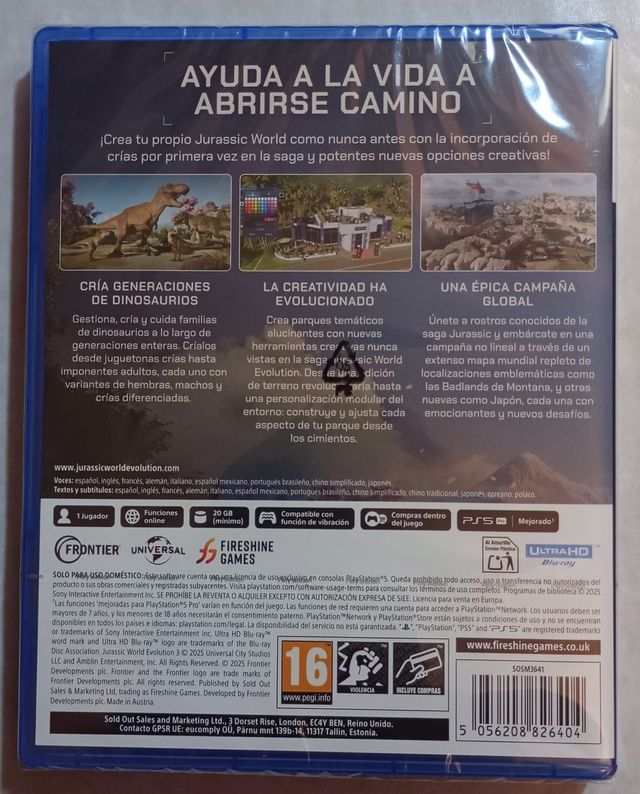 AYUDA A LA VIDA A
ABRIRSE CAMINO
¡Crea tu propio Jurassic World como nunca antes con la incorporación de
crías por primera vez en la saga y potentes nuevas opciones creativas!
CRÍA GENERACIONES
DE DINOSAURIOS
Gestiona, cría y cuida familias
de dinosaurios a lo largo de
generaciones enteras. Críalos
desde juguetonas crías hasta
imponentes adultos, cada uno con
variantes de hembras, machos y
crías diferenciadas.
LA CREATIVIDAD HA
EVOLUCIONADO
Crea parques temáticos
alucinantes con nuevas
herramientas creativas nunca
vistas en la saga Jurassic World
Evolution. Desde una edición
de terreno revolucionaria hasta
una personalización modular del
entorno: construye y ajusta cada
aspecto de tu parque desde
los cimientos.
UNA ÉPICA CAMPAÑA
GLOBAL
Únete a rostros conocidos de la
saga Jurassic y embárcate en una
campaña no lineal a través de un
extenso mapa mundial repleto de
localizaciones emblemáticas como
las Badlands de Montana, y otras
nuevas como Japón, cada una con
emocionantes y nuevos desafíos.
www.jurassicworldevolution.com
Voces: español, inglés, francés, alemán, italiano, español mexicano, portugués brasileño, chino simplificado, japonés
Textos y subtítulos: español, inglés, francés, alemán, italiano, español mexicano, portugués brasileño, chino simplificado, chino tradicional, japonés, coreano, polaco.
1 Jugador
Funciones
online
20 GB
(mínimo)
Compatible con
función de vibración
Compras dentro
del juego
PS5 Pro Mejorado¹
FRONTIER
UNIVERSAL
FIRESHINE
GAMES
Al Amarillo
Envase Plástico
ULTRA HD
Blu-ray
SOLO PARA USO DOMÉSTICO: Este software cuenta con una licencia de uso exclusivo en consolas PlayStation®5. Queda prohibido todo acceso, uso o transferencia no autorizados del
producto o sus obras comerciales y registradas subyacentes. Visita playstation.com/software-usage-terms para consultar los términos de uso completos. Programas de biblioteca © 2025
Sony Interactive Entertainment Inc. SE PROHÍBE LA REVENTA O ALQUILER EXCEPTO CON AUTORIZACIÓN EXPRESA DE SIEE. Licencia para venta en Europa.
¹Las funciones 'mejoradas para PlayStation®5 Pro' varían en función del juego. Las funciones de red requieren una cuenta para acceder a PlayStation™Network. Los usuarios deben ser
mayores de 7 años, y los menores de 18 años necesitarán el consentimiento paterno. PlayStation™Network y PlayStation®Store están sujetos a condiciones de uso y no se encuentran
disponibles en todos los países e idiomas: playstation.com/legal. La disponibilidad del servicio no está garantizada. "PlayStation", "PS5" and "PS5" are registered trademarks
or trademarks of Sony Interactive Entertainment Inc. Ultra HD Blu-ray™
word mark and Ultra HD Blu-ray™ logo are trademarks of the Blu-ray
Disc Association. Jurassic World Evolution 3 © 2025 Universal City Studios
LLC and Amblin Entertainment, Inc. All Rights Reserved. © 2025 Frontier
Developments plc. Frontier and the Frontier logo are trade marks of
Frontier Developments plc. All rights reserved. Published by Sold Out
Sales & Marketing Ltd, trading as Fireshine Games. Developed by Frontier
Developments plc. Made in Austria.
16
www.pegi.info
VIOLENCIA
INCLUYE COMPRAS
www.fireshinegames.co.uk
SOSM3641
5 056208 826404
Sold Out Sales and Marketing Ltd., 3 Dorset Rise, London, EC4Y 8EN, Reino Unido.
Contacto GPSR UE: eucomply OÜ, Pärnu mnt 139b-14, 11317 Tallin, Estonia.